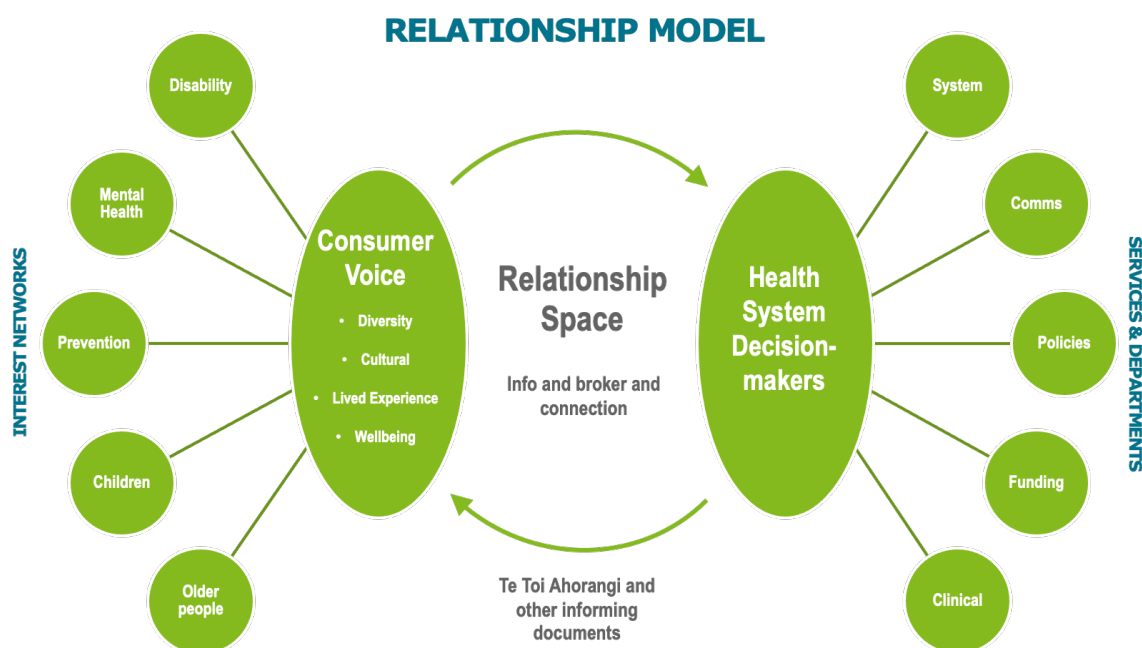 RELATIONSHIP MODEL
INTEREST NETWORKS
Disability
Mental
Health
Prevention
Children
Older
people
Consumer
Voice
• Diversity
• Cultural
• Lived Experience
• Wellbeing
Relationship
Space
Info and broker and
connection
Te Toi Ahorangi and
other informing
documents
Health
System
Decision-
makers
System
Comms
Policies
Funding
Clinical
SERVICES & DEPARTMENTS